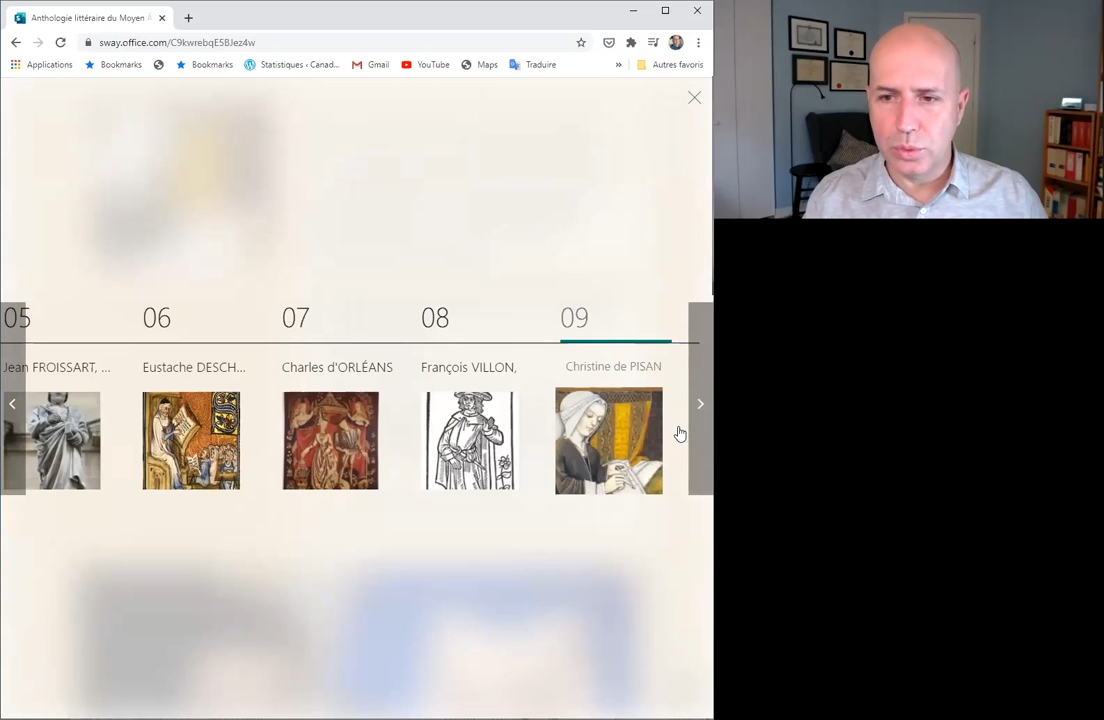 Anthologie littéraire du Moyen Â
sway.office.com/C9kwrebqE5BJez4w
Applications Bookmarks Bookmarks Statistiques ‹ Canad... Gmail YouTube Maps Traduire » Autres favoris
05 06 07 08 09
Jean FROISSART, ... Eustache DESCH... Charles d'ORLÉANS François VILLON, Christine de PISAN